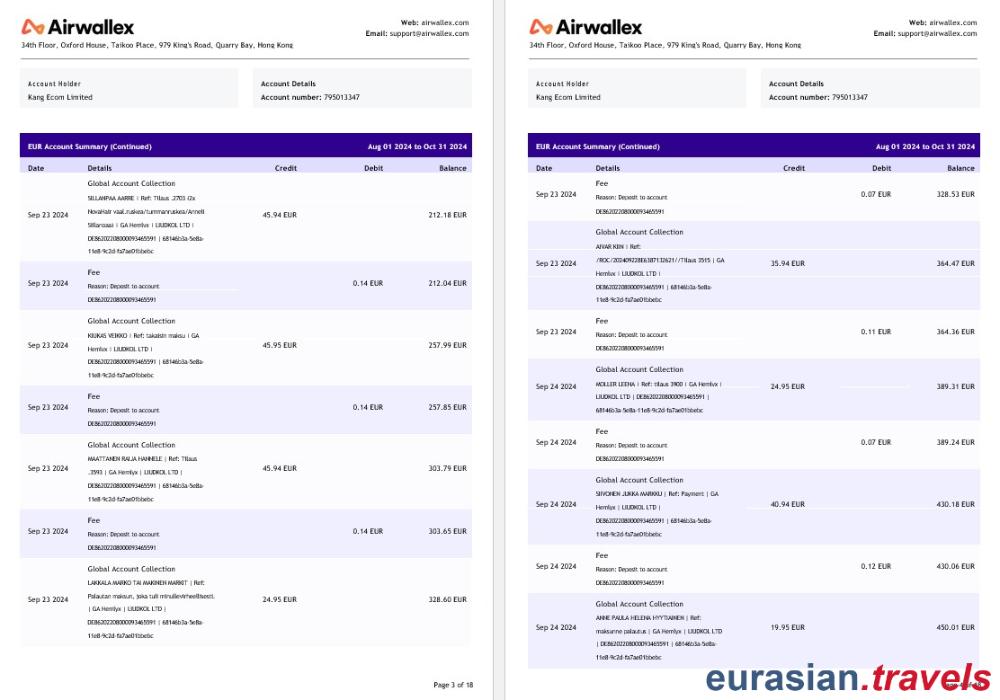 Airwallex
Web: airwallex.com
Email: support@airwallex.com
34th Floor, Oxford House, Taikoo Place, 979 King's Road, Quarry Bay, Hong Kong
Account Holder
Kang Ecom Limited
Account Details
Account number: 795013347
EUR Account Summary (Continued) Aug 01 2024 to Oct 31 2024
Date Details Credit Debit Balance
Global Account Collection
SILLANPAA AARRE | Ref: Tilaus .2703 /2x
NovaHair vaal.ruskea/tummanruskea/Anneli
Sillanpaa | GA Hemlyx | LIUDKOL LTD |
Sep 23 2024 45.94 EUR 212.18 EUR
DE86202208000093465591 | 68146b3a-5e8a-
11e8-9c2d-fa7ae01bbebc
Fee
Sep 23 2024 Reason: Deposit to account 0.14 EUR 212.04 EUR
DE86202208000093465591
Global Account Collection
KIUKAS VEIKKO | Ref: takaisin maksu | GA
Sep 23 2024 Hemlyx | LIUDKOL LTD | 45.95 EUR 257.99 EUR
DE86202208000093465591 | 68146b3a-5e8a-
11e8-9c2d-fa7ae01bbebc
Fee
Sep 23 2024 Reason: Deposit to account 0.14 EUR 257.85 EUR
DE86202208000093465591
Global Account Collection
MAATTANEN RAIJA HANNELE | Ref: Tilaus
Sep 23 2024 .3593 | GA Hemlyx | LIUDKOL LTD | 45.94 EUR 303.79 EUR
DE86202208000093465591 | 68146b3a-5e8a-
11e8-9c2d-fa7ae01bbebc
Fee
Sep 23 2024 Reason: Deposit to account 0.14 EUR 303.65 EUR
DE86202208000093465591
Global Account Collection
LAKKALA MARKO TAI MAKINEN MARKIT | Ref:
Sep 23 2024 Palautan maksun, joka tuli minullevirheellisesti. 24.95 EUR 328.60 EUR
| GA Hemlyx | LIUDKOL LTD |
DE86202208000093465591 | 68146b3a-5e8a-
11e8-9c2d-fa7ae01bbebc
Page 3 of 18
Airwallex
Web: airwallex.com
Email: support@airwallex.com
34th Floor, Oxford House, Taikoo Place, 979 King's Road, Quarry Bay, Hong Kong
Account Holder
Kang Ecom Limited
Account Details
Account number: 795013347
EUR Account Summary (Continued) Aug 01 2024 to Oct 31 2024
Date Details Credit Debit Balance
Fee
Sep 23 2024 Reason: Deposit to account 0.07 EUR 328.53 EUR
DE86202208000093465591
Global Account Collection
AIVAR KIIN | Ref:
Sep 23 2024 /ROC/202409228E6387132621//Tilaus 3515 | GA 35.94 EUR 364.47 EUR
Hemlyx | LIUDKOL LTD |
DE86202208000093465591 | 68146b3a-5e8a-
11e8-9c2d-fa7ae01bbebc
Fee
Sep 23 2024 Reason: Deposit to account 0.11 EUR 364.36 EUR
DE86202208000093465591
Global Account Collection
Sep 24 2024 MOLLER LEENA | Ref: tilaus 3900 | GA Hemlyx | 24.95 EUR 389.31 EUR
LIUDKOL LTD | DE86202208000093465591 |
68146b3a-5e8a-11e8-9c2d-fa7ae01bbebc
Fee
Sep 24 2024 Reason: Deposit to account 0.07 EUR 389.24 EUR
DE86202208000093465591
Global Account Collection
SIIVONEN JUKKA MARKKU | Ref: Payment | GA
Sep 24 2024 Hemlyx | LIUDKOL LTD | 40.94 EUR 430.18 EUR
DE86202208000093465591 | 68146b3a-5e8a-
11e8-9c2d-fa7ae01bbebc
Fee
Sep 24 2024 Reason: Deposit to account 0.12 EUR 430.06 EUR
DE86202208000093465591
Global Account Collection
ANNE PAULA HELENA HYYTIAINEN | Ref:
Sep 24 2024 maksunne palautus | GA Hemlyx | LIUDKOL LTD 19.95 EUR 450.01 EUR
| DE86202208000093465591 | 68146b3a-5e8a-
11e8-9c2d-fa7ae01bbebc
eurasian.travels